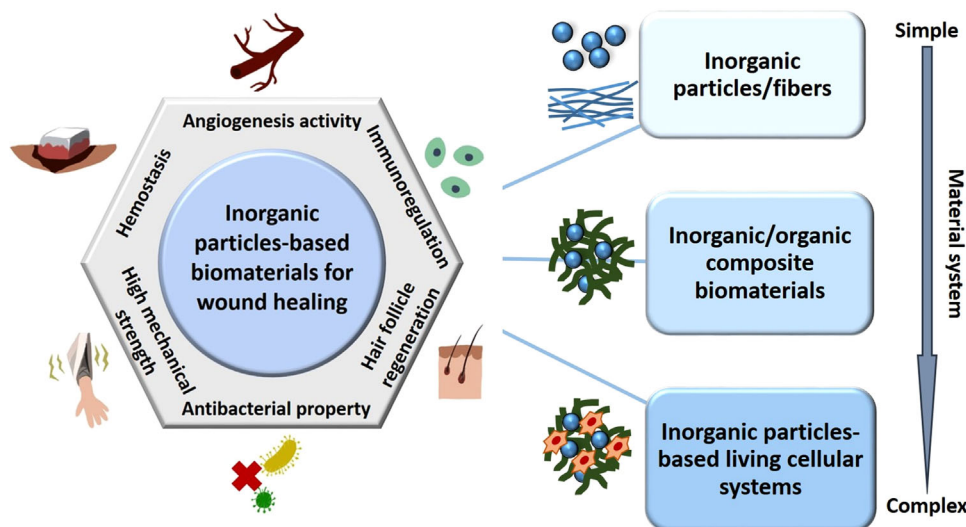 Angiogenesis activity
Immunoregulation
Hair follicle
regeneration
Antibacterial property
High mechanical
strength
Hemostasis
Inorganic
particles-based
biomaterials for
wound healing
Inorganic
particles/fibers
Inorganic/organic
composite
biomaterials
Inorganic particles-
based living cellular
systems
Simple
Material system
Complex